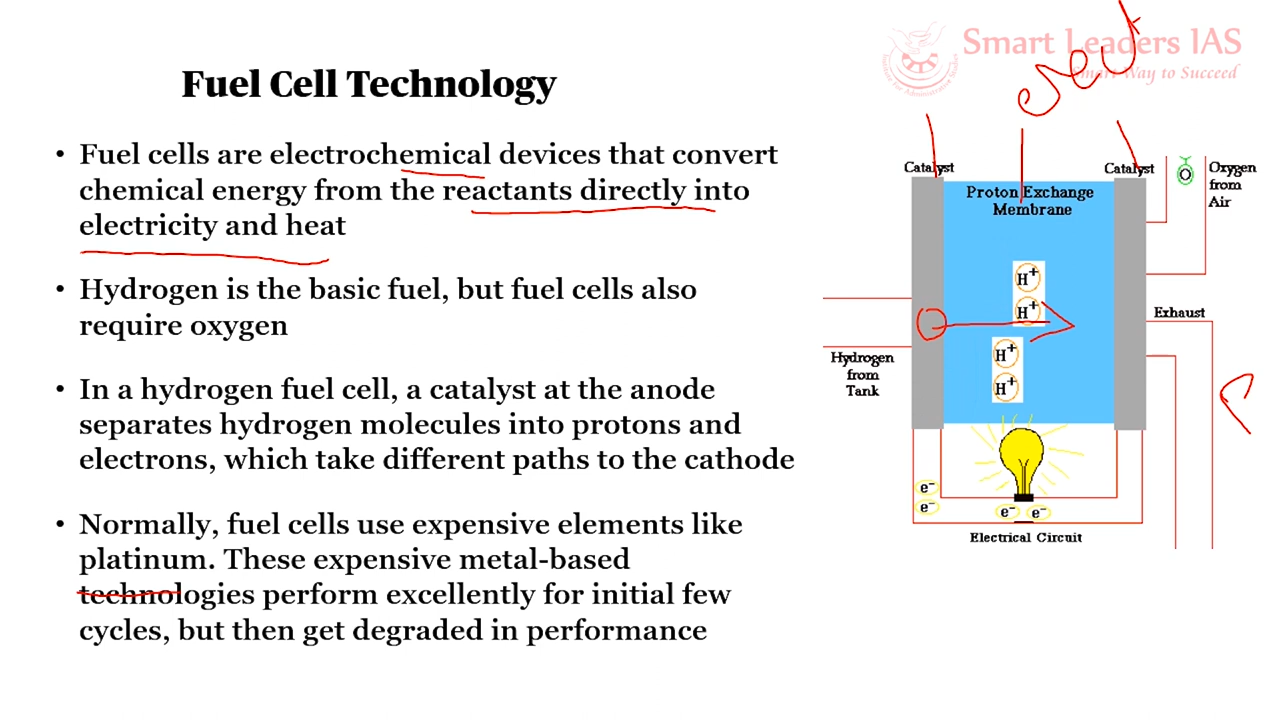 Smart Leaders IAS
Smart Way to Succeed
Fuel Cell Technology
• Fuel cells are electrochemical devices that convert
chemical energy from the reactants directly into
electricity and heat
• Hydrogen is the basic fuel, but fuel cells also
require oxygen
• In a hydrogen fuel cell, a catalyst at the anode
separates hydrogen molecules into protons and
electrons, which take different paths to the cathode
• Normally, fuel cells use expensive elements like
platinum. These expensive metal-based
technologies perform excellently for initial few
cycles, but then get degraded in performance
Catalyst
Proton Exchange
Membrane
Catalyst
O
Oxygen
from
Air
H+
H+
H+
H+
Exhaust
Hydrogen
from
Tank
e−
e−
e− e−
Electrical Circuit